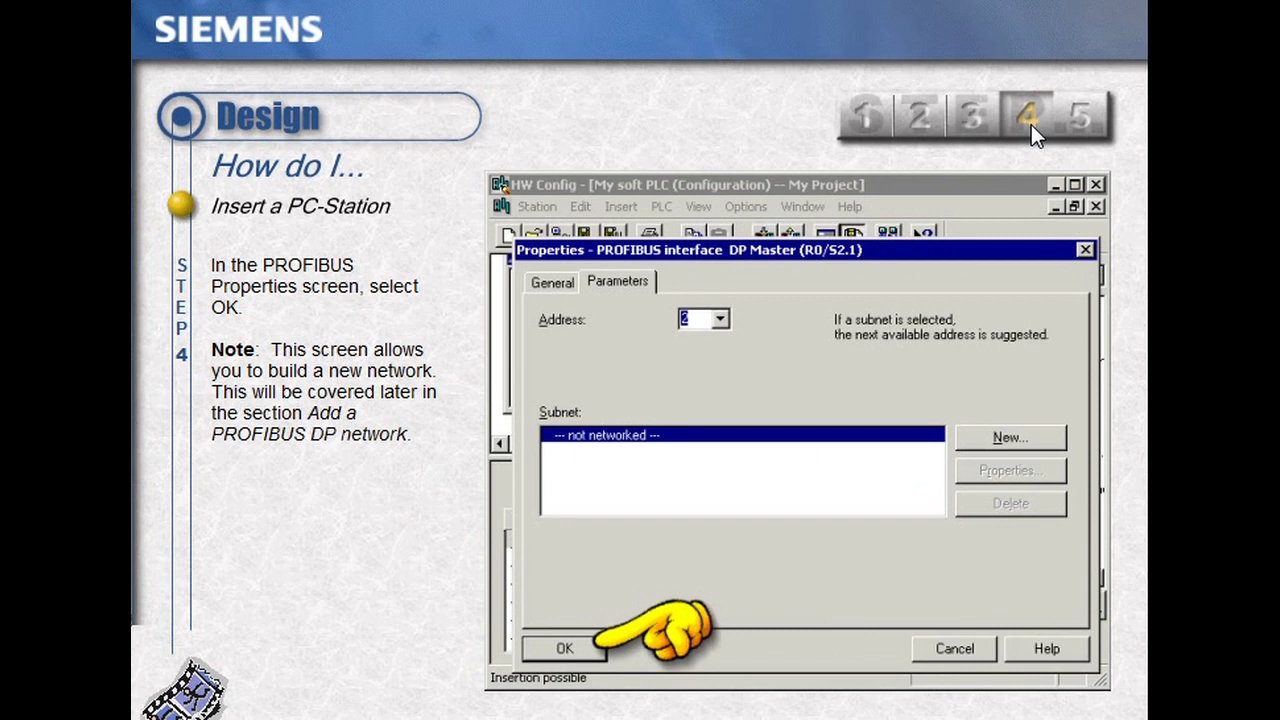 SIEMENS
Design
1 2 3 4 5
How do I...
Insert a PC-Station
STEP 4
In the PROFIBUS
Properties screen, select
OK.
Note: This screen allows
you to build a new network.
This will be covered later in
the section Add a
PROFIBUS DP network.
HW Config - [My soft PLC (Configuration) -- My Project]
Station Edit Insert PLC View Options Window Help
Properties - PROFIBUS interface DP Master (R0/S2.1)
General Parameters
Address: 2
If a subnet is selected,
the next available address is suggested.
Subnet:
--- not networked ---
New...
Properties...
Delete
OK Cancel Help
Insertion possible